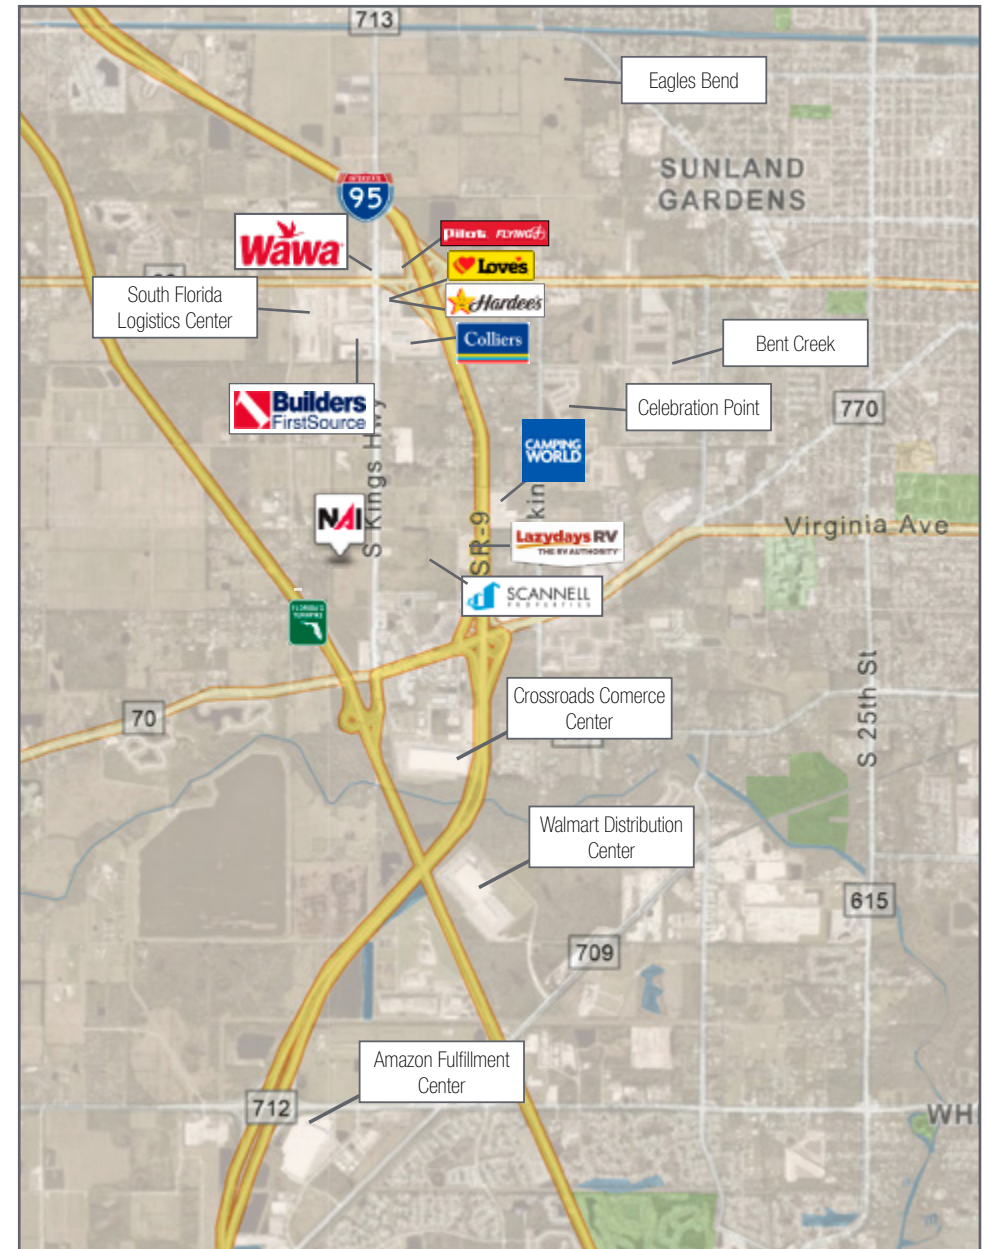 713
Eagles Bend
SUNLAND
GARDENS
95
Wawa
Pilot. FLYING J
Love's
Hardee's
South Florida
Logistics Center
Colliers
Bent Creek
Builders
FirstSource
Celebration Point
770
CAMPING
WORLD
S Kings Hwy
kin
NAI
SR-9
Virginia Ave
Lazydays RV
THE RV AUTHORITY
SCANNELL
PROPERTIES
S 25th St
Crossroads Comerce
Center
70
Walmart Distribution
Center
615
709
Amazon Fulfillment
Center
712
WH